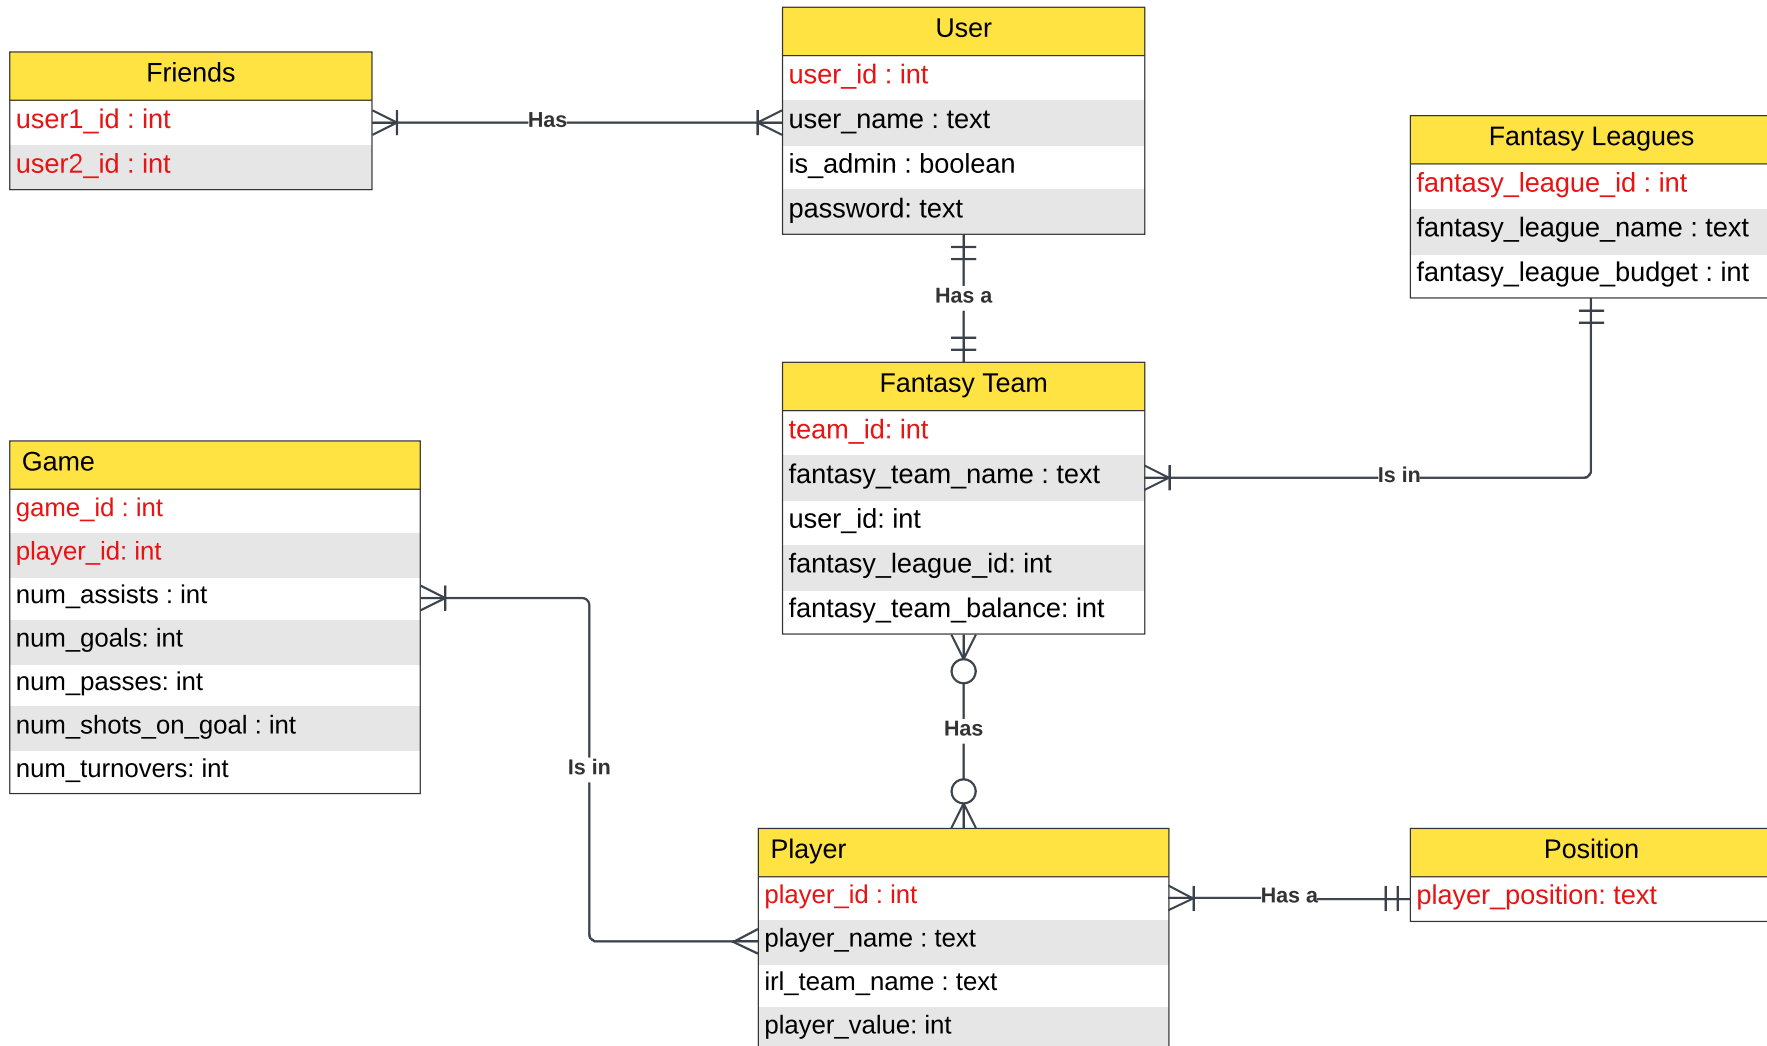 User
user_id : int
user_name : text
is_admin : boolean
password: text
Friends
user1_id : int
user2_id : int
Has
Fantasy Leagues
fantasy_league_id : int
fantasy_league_name : text
fantasy_league_budget : int
Has a
Fantasy Team
team_id: int
fantasy_team_name : text
user_id: int
fantasy_league_id: int
fantasy_team_balance: int
Is in
Game
game_id : int
player_id: int
num_assists : int
num_goals: int
num_passes: int
num_shots_on_goal : int
num_turnovers: int
Is in
Has
Player
player_id : int
player_name : text
irl_team_name : text
player_value: int
Has a
Position
player_position: text